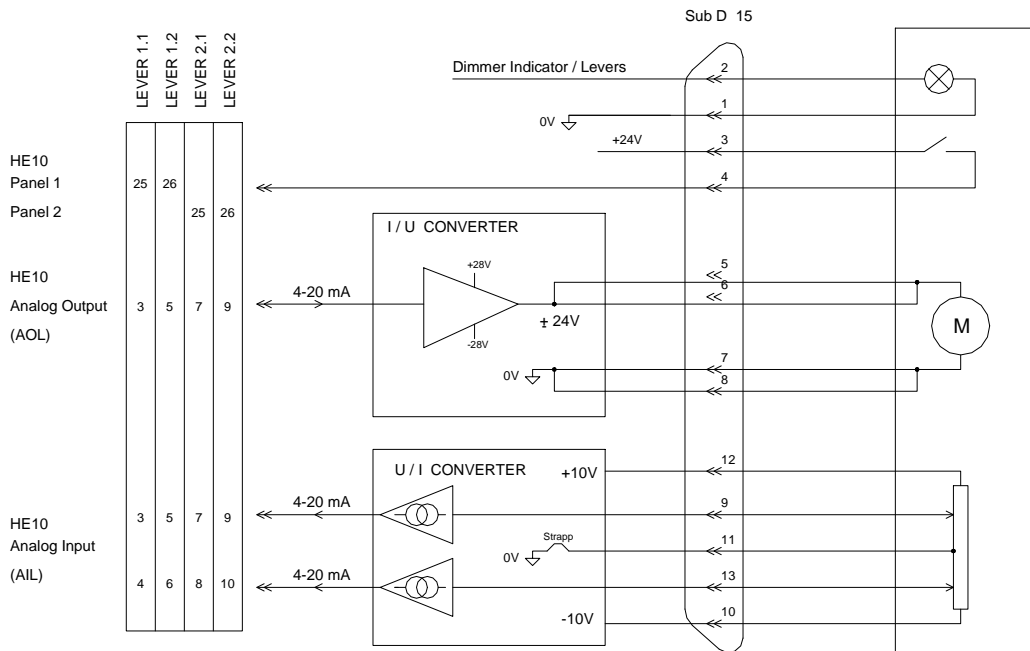 Sub D 15
LEVER 1.1
LEVER 1.2
LEVER 2.1
LEVER 2.2
Dimmer Indicator / Levers
2
1
0V
+24V
3
4
HE10
Panel 1
25 26
Panel 2
25 26
I / U CONVERTER
+28V
-28V
± 24V
4-20 mA
5
6
7
8
0V
M
HE10
Analog Output
3 5 7 9
(AOL)
U / I CONVERTER
+10V
12
4-20 mA
9
HE10
3 5 7 9
Analog Input
Strapp
0V
11
(AIL)
4 6 8 10
4-20 mA
13
-10V
10